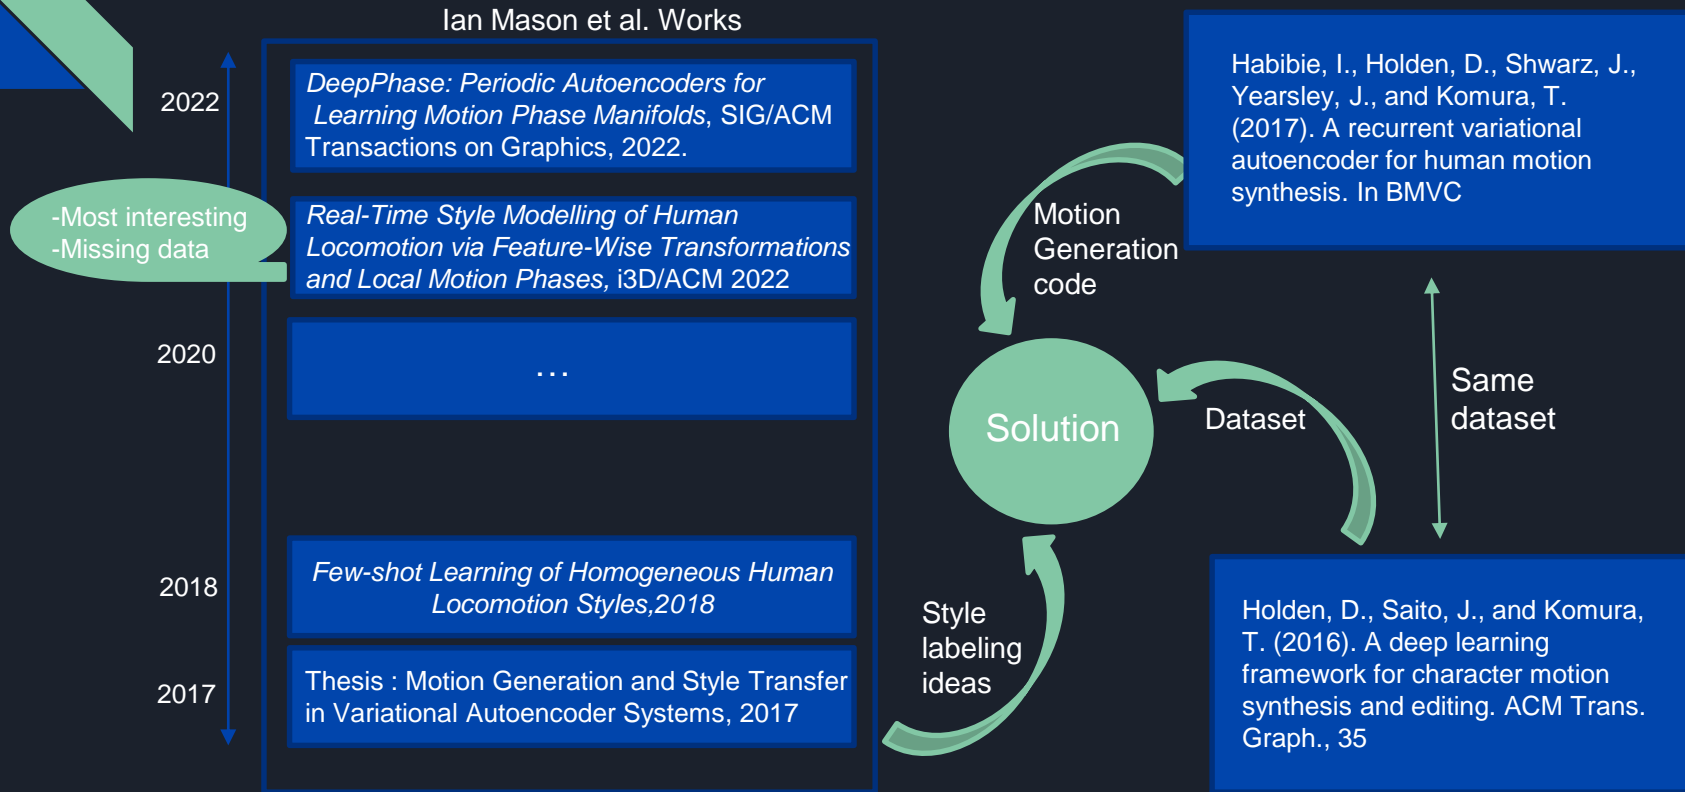 Ian Mason et al. Works
2022
DeepPhase: Periodic Autoencoders for
Learning Motion Phase Manifolds, SIG/ACM
Transactions on Graphics, 2022.
-Most interesting
-Missing data
Real-Time Style Modelling of Human
Locomotion via Feature-Wise Transformations
and Local Motion Phases, i3D/ACM 2022
2020
...
2018
Few-shot Learning of Homogeneous Human
Locomotion Styles,2018
2017
Thesis : Motion Generation and Style Transfer
in Variational Autoencoder Systems, 2017
Habibie, I., Holden, D., Shwarz, J.,
Yearsley, J., and Komura, T.
(2017). A recurrent variational
autoencoder for human motion
synthesis. In BMVC
Motion
Generation
code
Solution
Dataset
Same
dataset
Style
labeling
ideas
Holden, D., Saito, J., and Komura,
T. (2016). A deep learning
framework for character motion
synthesis and editing. ACM Trans.
Graph., 35